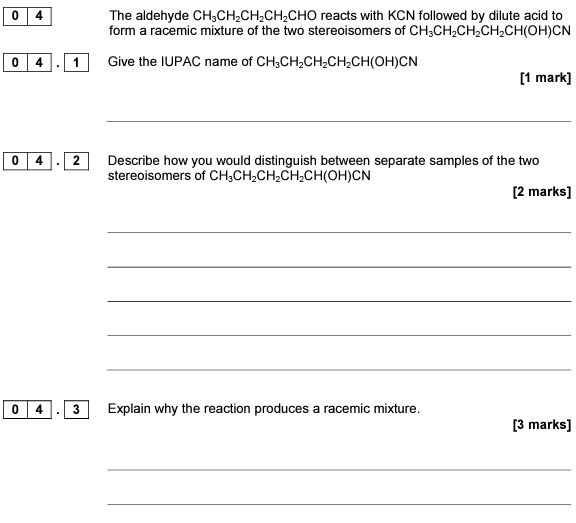 0 4 The aldehyde CH₃CH₂CH₂CH₂CHO reacts with KCN followed by dilute acid to
form a racemic mixture of the two stereoisomers of CH₃CH₂CH₂CH₂CH(OH)CN
0 4 . 1 Give the IUPAC name of CH₃CH₂CH₂CH₂CH(OH)CN
[1 mark]
0 4 . 2 Describe how you would distinguish between separate samples of the two
stereoisomers of CH₃CH₂CH₂CH₂CH(OH)CN
[2 marks]
0 4 . 3 Explain why the reaction produces a racemic mixture.
[3 marks]